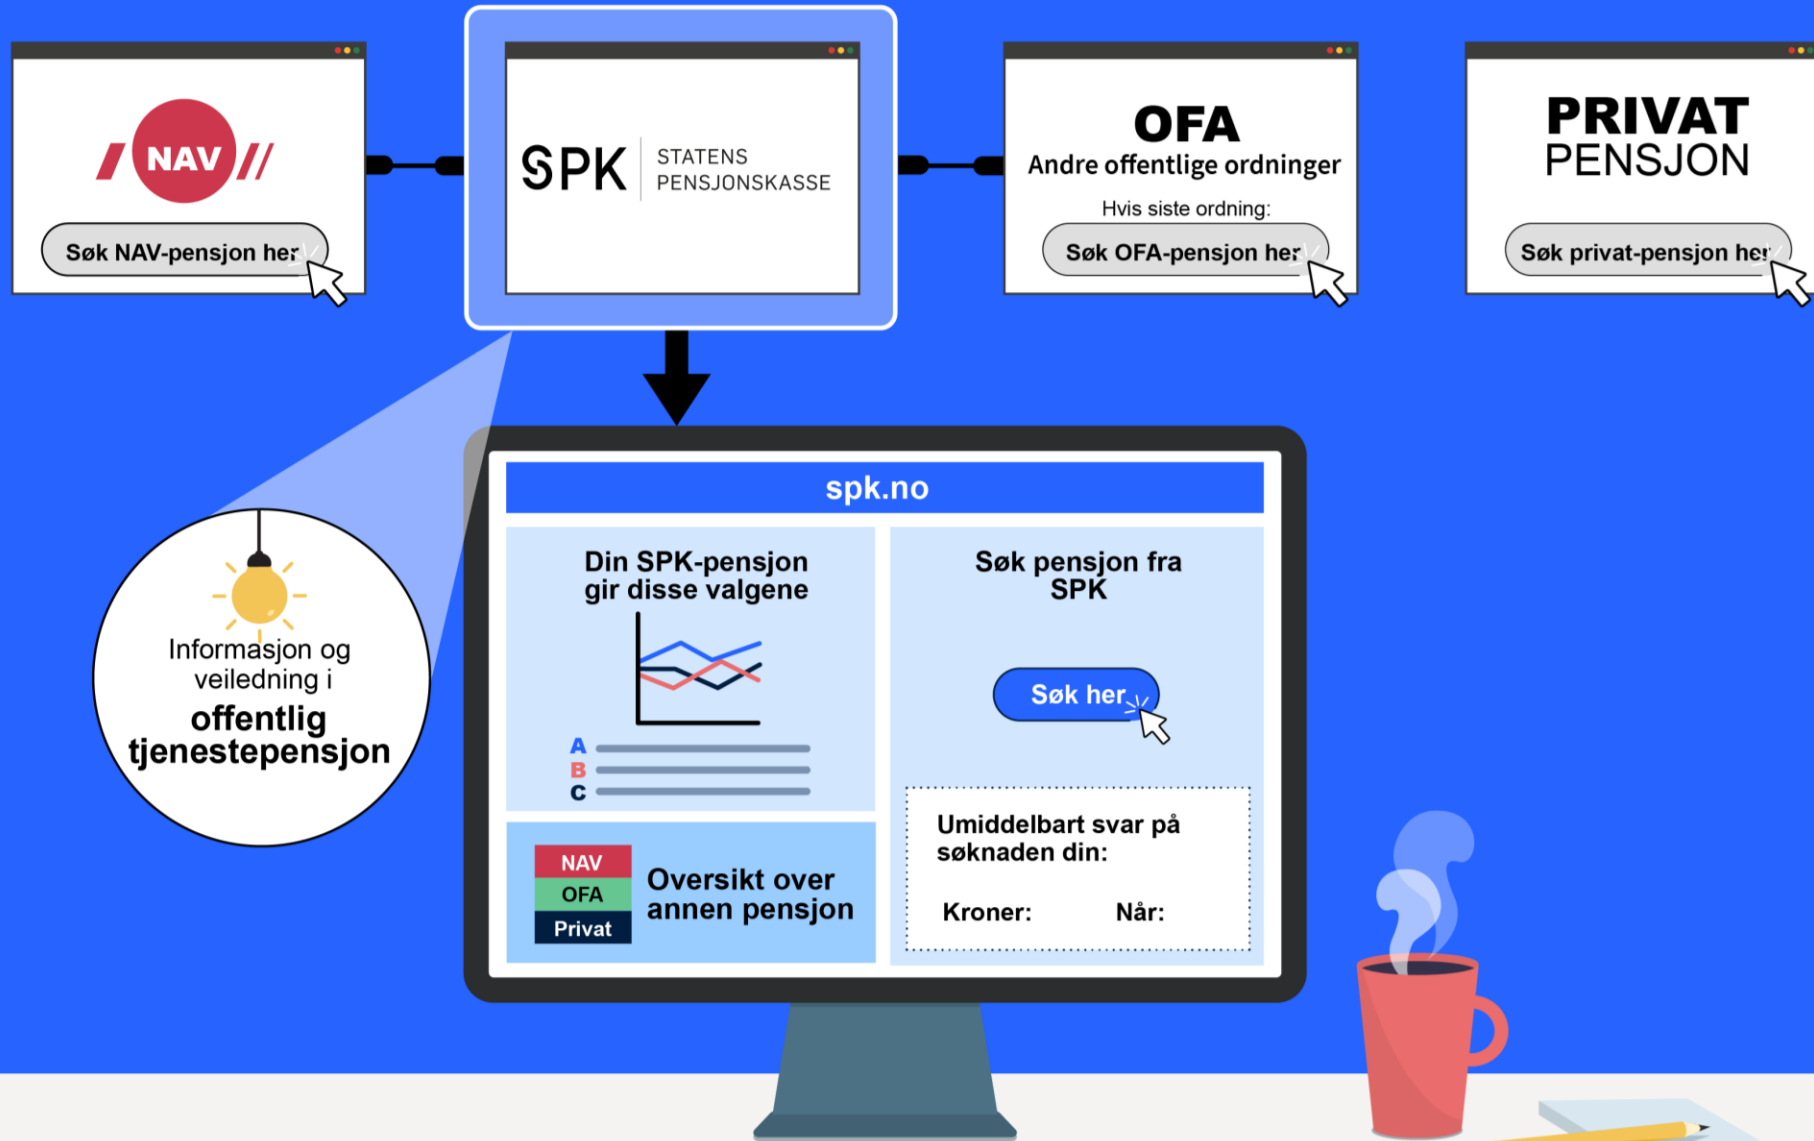 NAV
Søk NAV-pensjon her
SPK
STATENS
PENSJONSKASSE
OFA
Andre offentlige ordninger
Hvis siste ordning:
Søk OFA-pensjon her
PRIVAT
PENSJON
Søk privat-pensjon her
Informasjon og
veiledning i
offentlig
tjenestepensjon
spk.no
Din SPK-pensjon
gir disse valgene
A
B
C
NAV
OFA
Privat
Oversikt over
annen pensjon
Søk pensjon fra
SPK
Søk her
Umiddelbart svar på
søknaden din:
Kroner: Når: